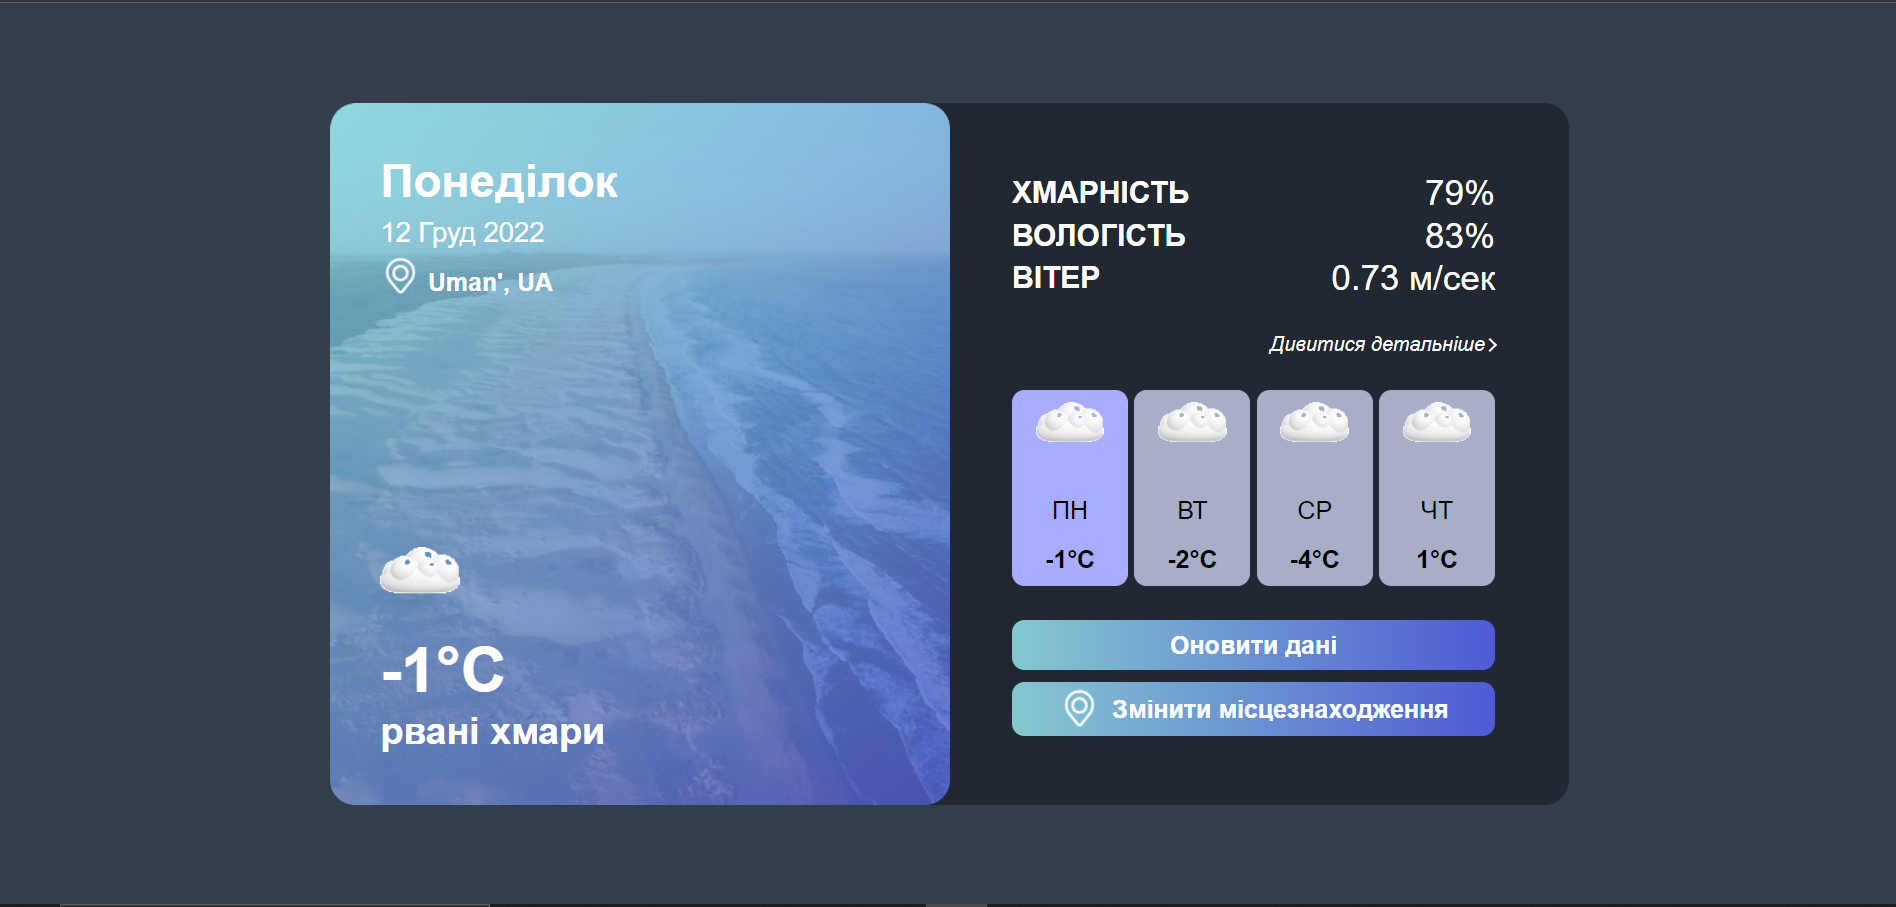 Понеділок
12 Груд 2022
Uman', UA
-1°C
рвані хмари
ХМАРНІСТЬ 79%
ВОЛОГІСТЬ 83%
ВІТЕР 0.73 м/сек
Дивитися детальніше
ПН ВТ СР ЧТ
-1°C -2°C -4°C 1°C
Оновити дані
Змінити місцезнаходження